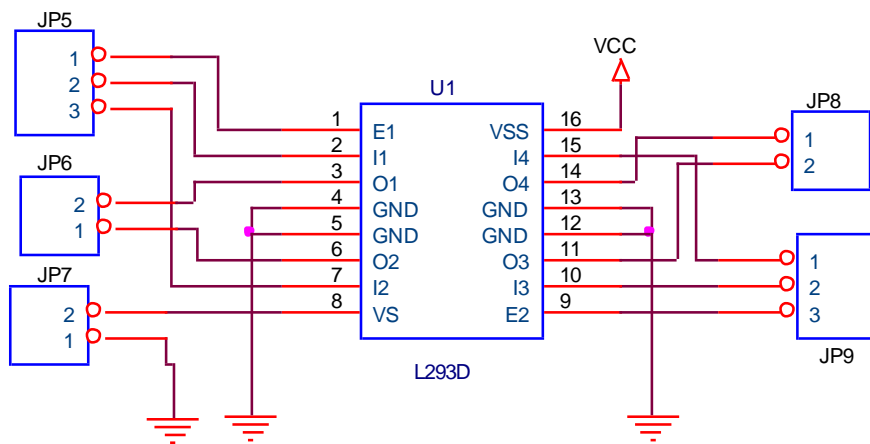 JP5
1
2
3
JP6
2
1
JP7
2
1
U1
1 E1
2 I1
3 O1
4 GND
5 GND
6 O2
7 I2
8 VS
VSS 16
I4 15
O4 14
GND 13
GND 12
O3 11
I3 10
E2 9
L293D
VCC
JP8
1
2
1
2
3
JP9